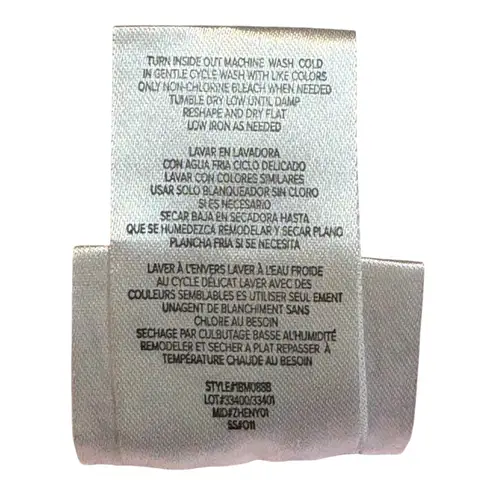 TURN INSIDE OUT MACHINE WASH COLD
IN GENTLE CYCLE WASH WITH LIKE COLORS
ONLY NON-CHLORINE BLEACH WHEN NEEDED
TUMBLE DRY LOW UNTIL DAMP
RESHAPE AND DRY FLAT
LOW IRON AS NEEDED
LAVAR EN LAVADORA
CON AGUA FRIA CICLO DELICADO
LAVAR CON COLORES SIMILARES
USAR SOLO BLANQUEADOR SIN CLORO
SI ES NECESARIO
SECAR BAJA EN SECADORA HASTA
QUE SE HUMEDEZCA REMODELAR Y SECAR PLANO
PLANCHA FRIA SI SE NECESITA
LAVER À L'ENVERS LAVER À L'EAU FROIDE
AU CYCLE DÉLICAT LAVER AVEC DES
COULEURS SEMBLABLES ES UTILISER SEUL EMENT
UNAGENT DE BLANCHIMENT SANS
CHLORE AU BESOIN
SECHAGE PAR CULBUTAGE BASSE AL'HUMIDITÉ
REMODELER ET SECHER À PLAT REPASSER À
TEMPÉRATURE CHAUDE AU BESOIN
STYLE#1BM088B
LOT#33400/33401
MID#ZHENY01
SS#011